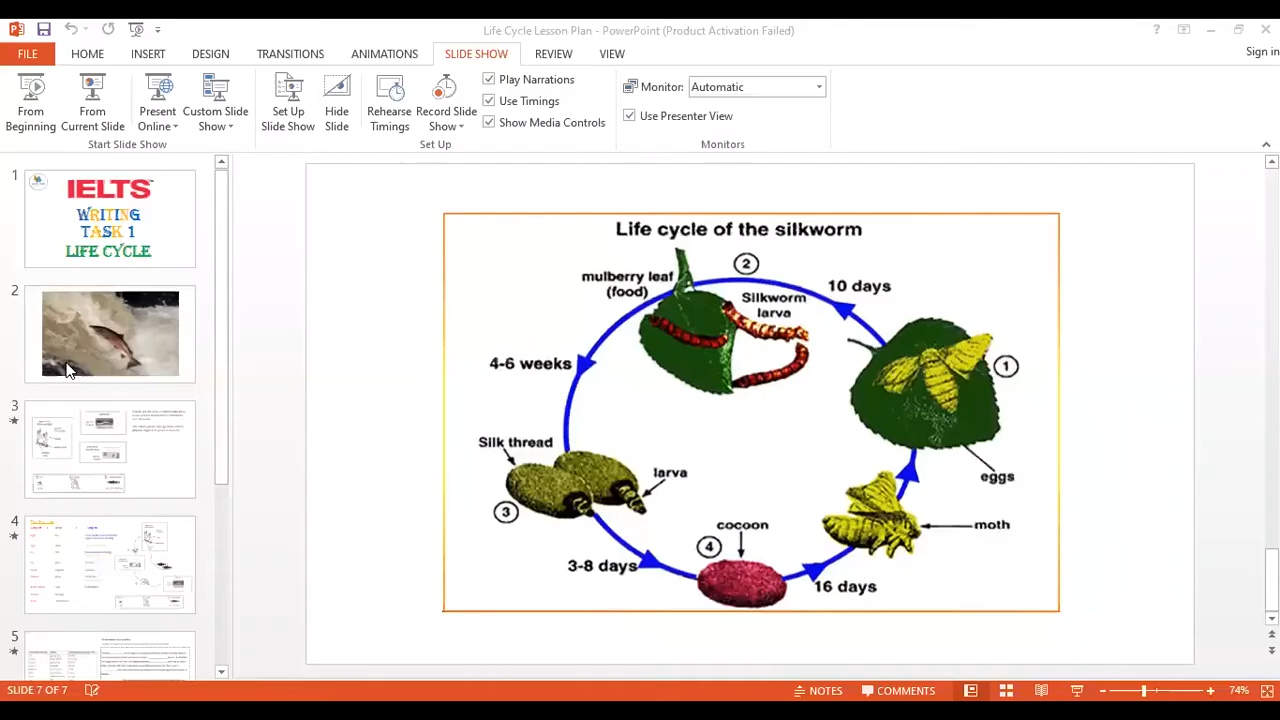 Life Cycle Lesson Plan - PowerPoint (Product Activation Failed)
?
Sign in
FILE HOME INSERT DESIGN TRANSITIONS ANIMATIONS SLIDE SHOW REVIEW VIEW
From Beginning
From Current Slide
Present Online
Custom Slide Show
Start Slide Show
Set Up Slide Show
Hide Slide
Rehearse Timings
Record Slide Show
Play Narrations
Use Timings
Show Media Controls
Set Up
Monitor: Automatic
Use Presenter View
Monitors
1
IELTS
WRITING
TASK 1
LIFE CYCLE
2
3
4
5
Life cycle of the silkworm
2
mulberry leaf
(food)
Silkworm
larva
10 days
1
4-6 weeks
eggs
Silk thread
larva
3
moth
cocoon
4
3-8 days
16 days
SLIDE 7 OF 7
NOTES
COMMENTS
74%